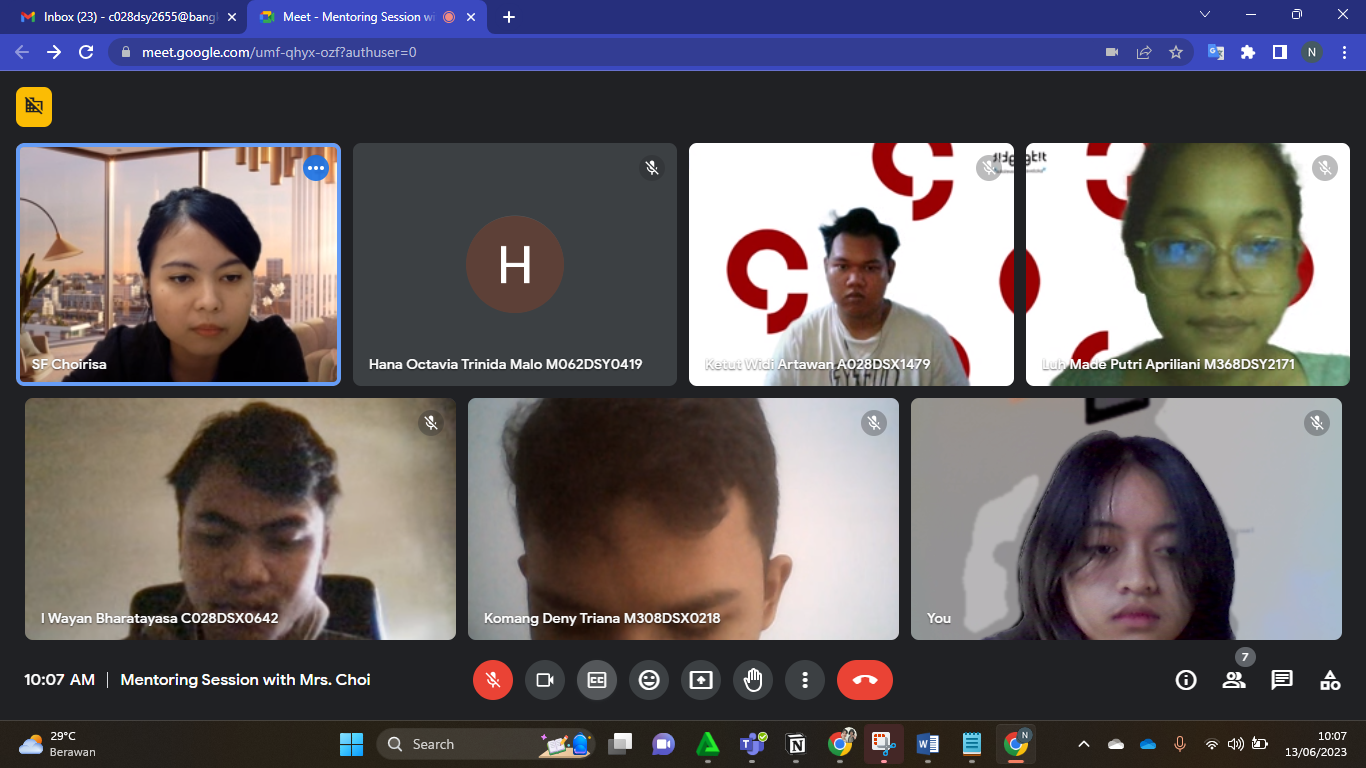 Inbox (23) - c028dsy2655@bang
Meet - Mentoring Session wi
meet.google.com/umf-qhyx-ozf?authuser=0
N
SF Choirisa
H
Hana Octavia Trinida Malo M062DSY0419
Ketut Widi Artawan A028DSX1479
Luh Made Putri Apriliani M368DSY2171
I Wayan Bharatayasa C028DSX0642
Komang Deny Triana M308DSX0218
You
10:07 AM | Mentoring Session with Mrs. Choi
7
29°C
Berawan
Search
N
10:07
13/06/2023